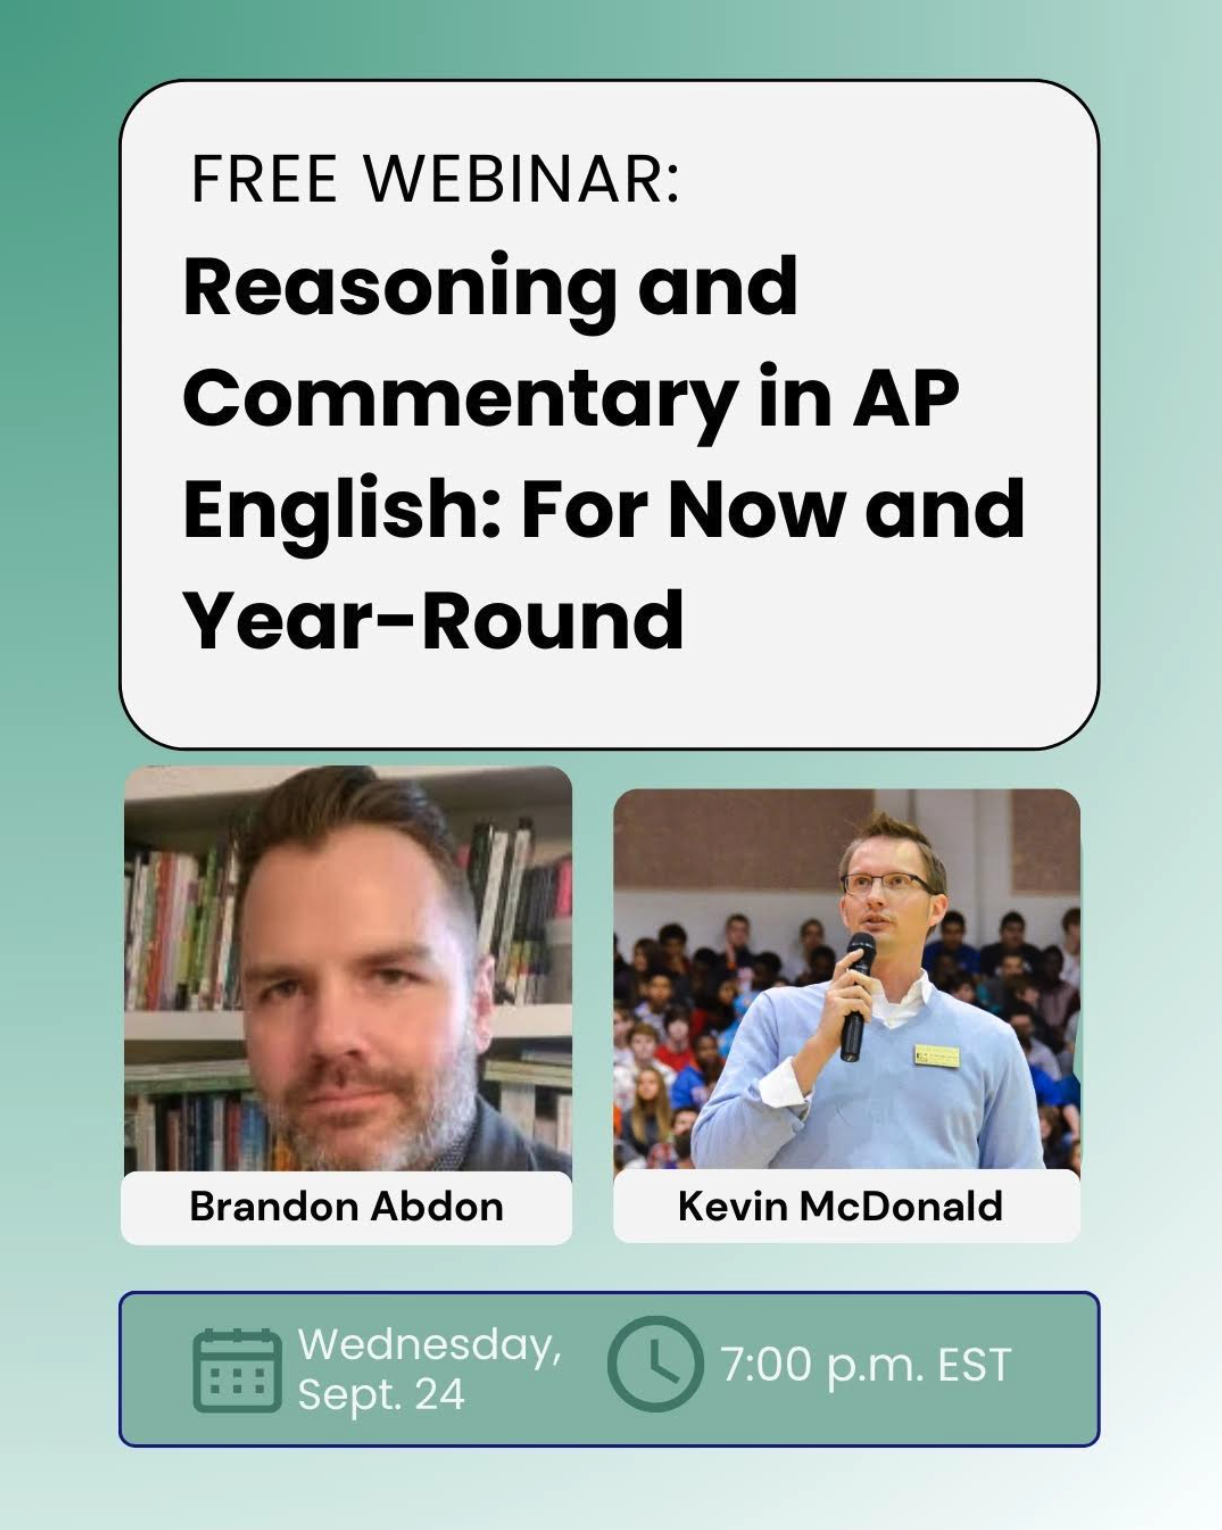 FREE WEBINAR:
Reasoning and
Commentary in AP
English: For Now and
Year-Round
Brandon Abdon
Kevin McDonald
Wednesday,
Sept. 24
7:00 p.m. EST